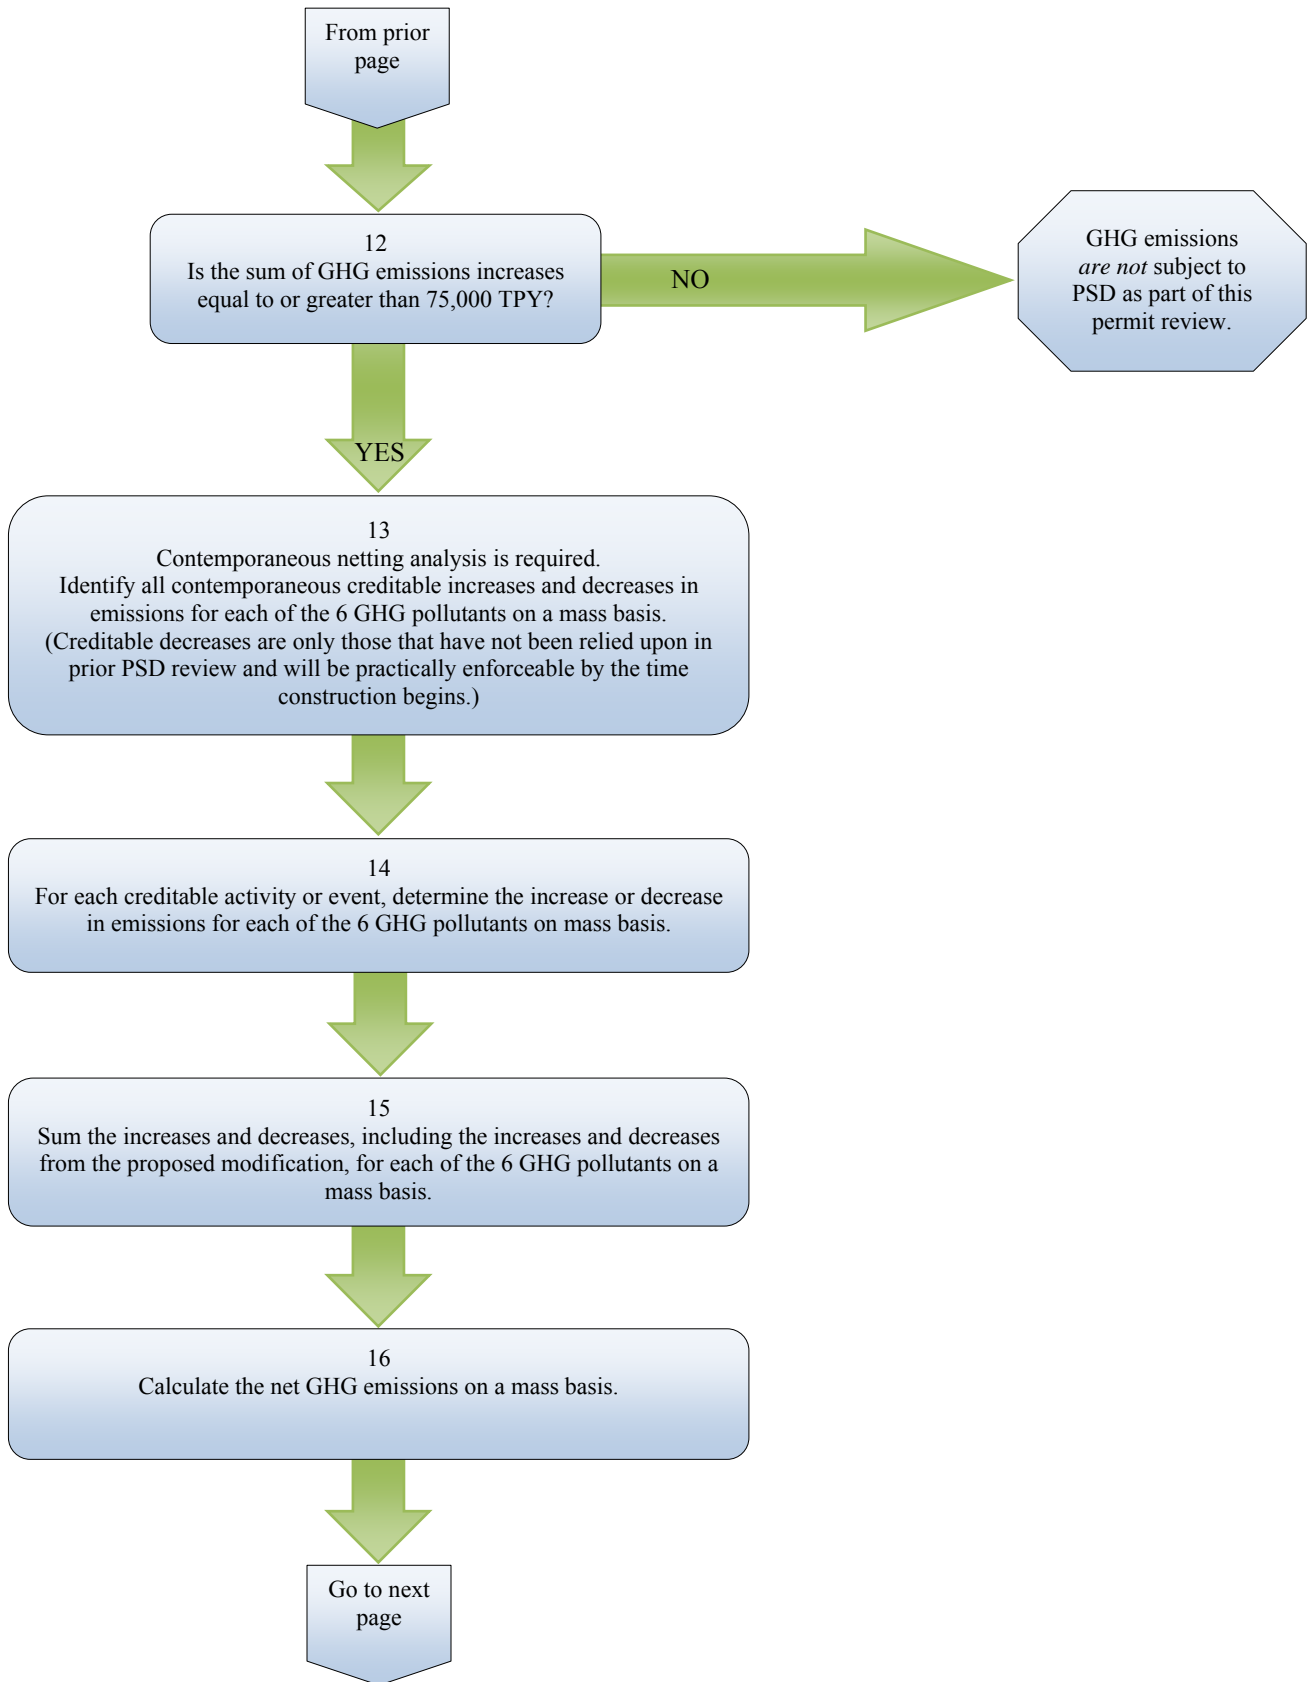 From prior
page
12
Is the sum of GHG emissions increases
equal to or greater than 75,000 TPY?
NO
GHG emissions
are not subject to
PSD as part of this
permit review.
YES
13
Contemporaneous netting analysis is required.
Identify all contemporaneous creditable increases and decreases in
emissions for each of the 6 GHG pollutants on a mass basis.
(Creditable decreases are only those that have not been relied upon in
prior PSD review and will be practically enforceable by the time
construction begins.)
14
For each creditable activity or event, determine the increase or decrease
in emissions for each of the 6 GHG pollutants on mass basis.
15
Sum the increases and decreases, including the increases and decreases
from the proposed modification, for each of the 6 GHG pollutants on a
mass basis.
16
Calculate the net GHG emissions on a mass basis.
Go to next
page